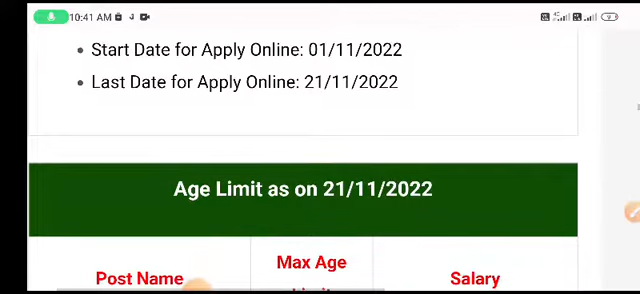 10:41 AM
Start Date for Apply Online: 01/11/2022
Last Date for Apply Online: 21/11/2022
Age Limit as on 21/11/2022
Max Age
Post Name
Salary